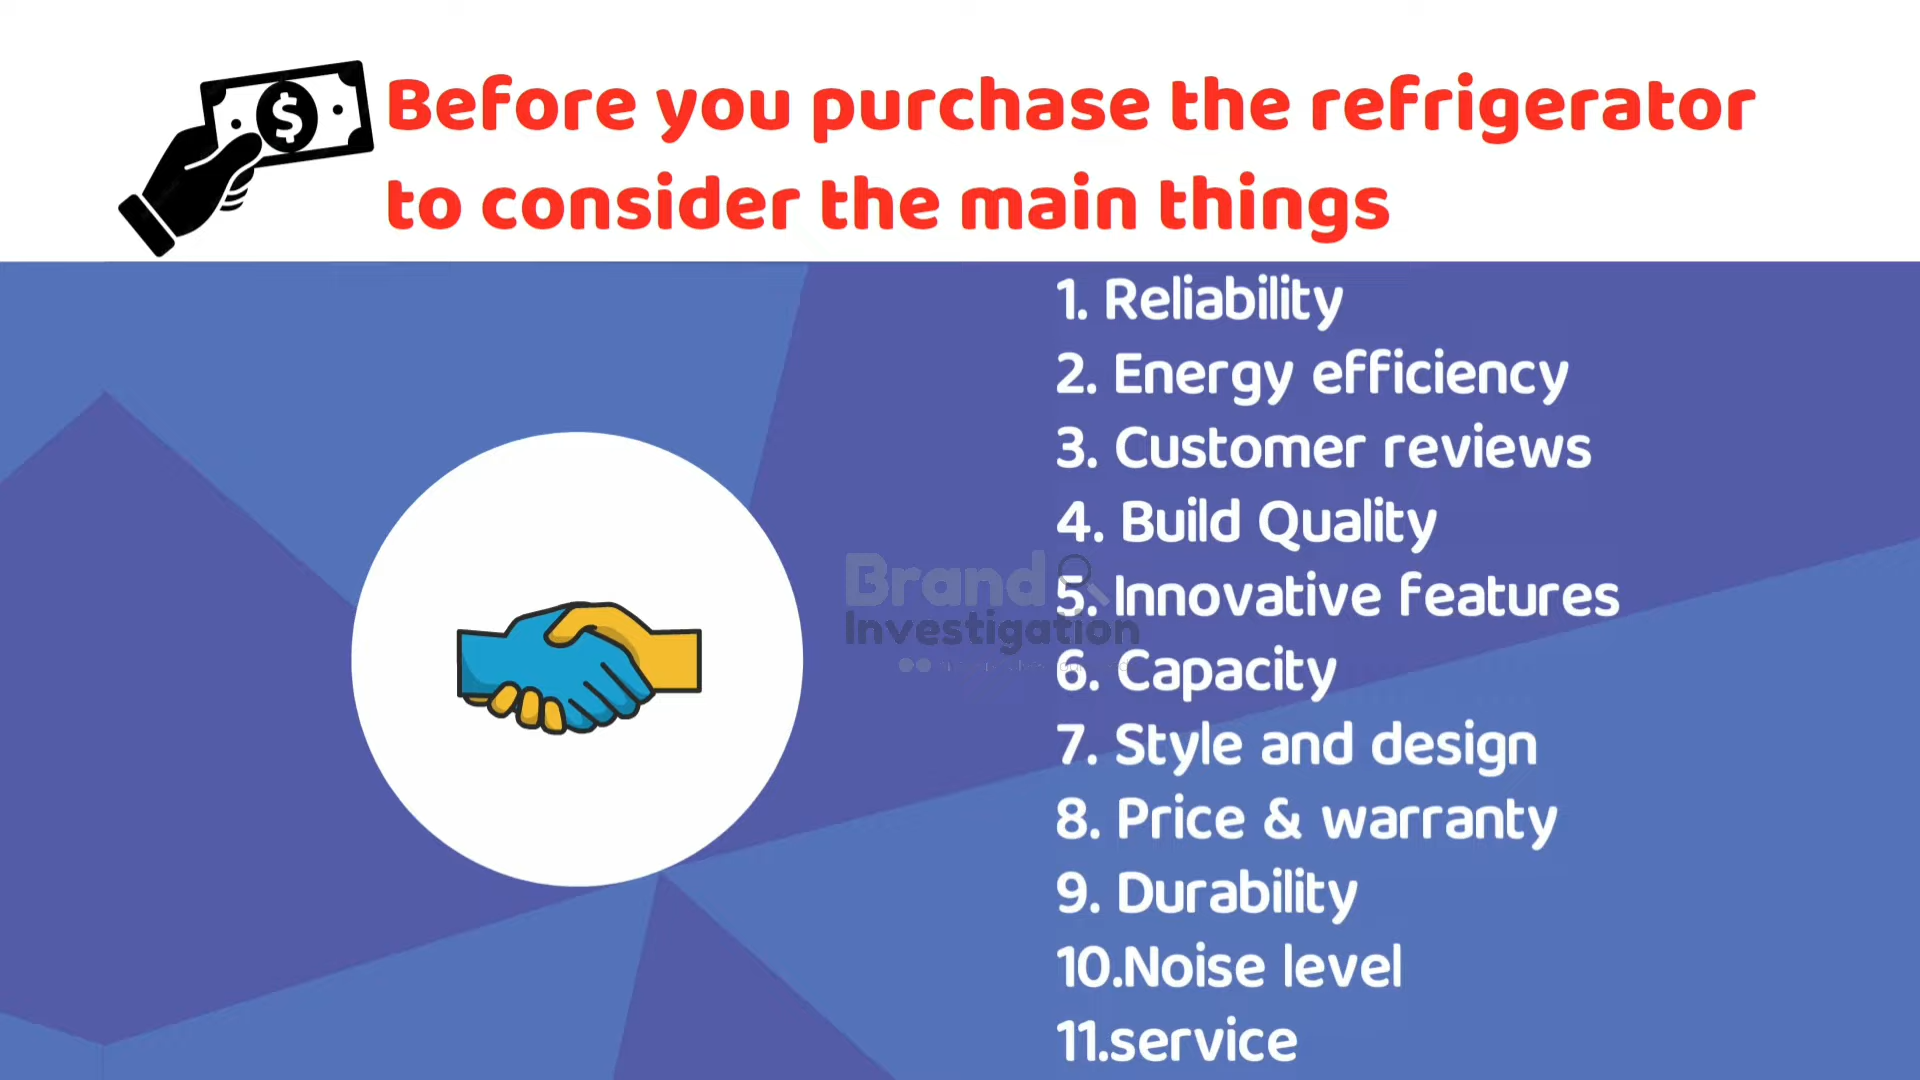 Before you purchase the refrigerator
to consider the main things
$
1. Reliability
2. Energy efficiency
3. Customer reviews
4. Build Quality
5. Innovative features
6. Capacity
7. Style and design
8. Price & warranty
9. Durability
10.Noise level
11.service
Brand
Investigation